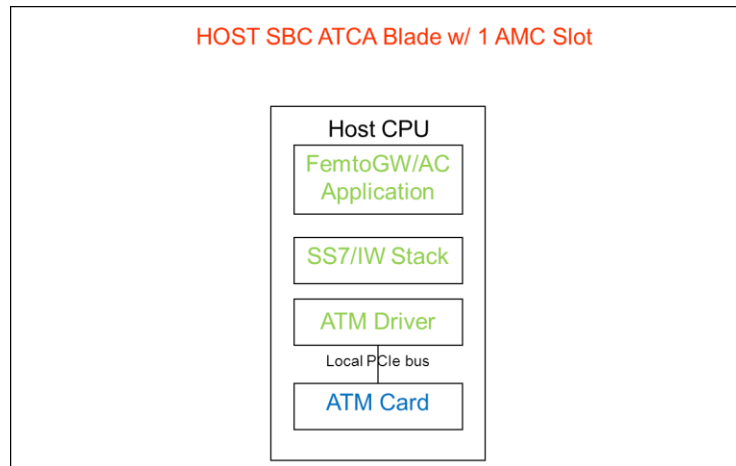 HOST SBC ATCA Blade w/ 1 AMC Slot
Host CPU
FemtoGW/AC
Application
SS7/IW Stack
ATM Driver
Local PCIe bus
ATM Card